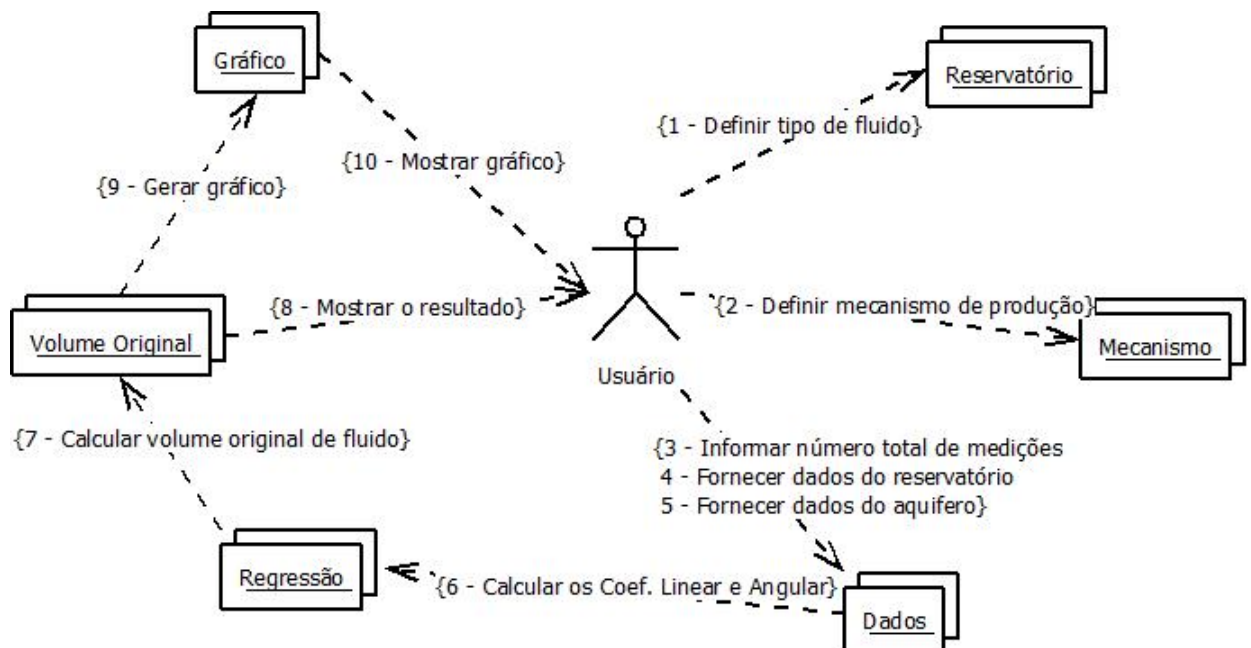 Gráfico
Reservatório
{1 - Definir tipo de fluido}
{10 - Mostrar gráfico}
{9 - Gerar gráfico}
{8 - Mostrar o resultado}
{2 - Definir mecanismo de produção}
Volume Original
Mecanismo
Usuário
{7 - Calcular volume original de fluido}
{3 - Informar número total de medições
4 - Fornecer dados do reservatório
5 - Fornecer dados do aquifero}
Regressão
{6 - Calcular os Coef. Linear e Angular}
Dados